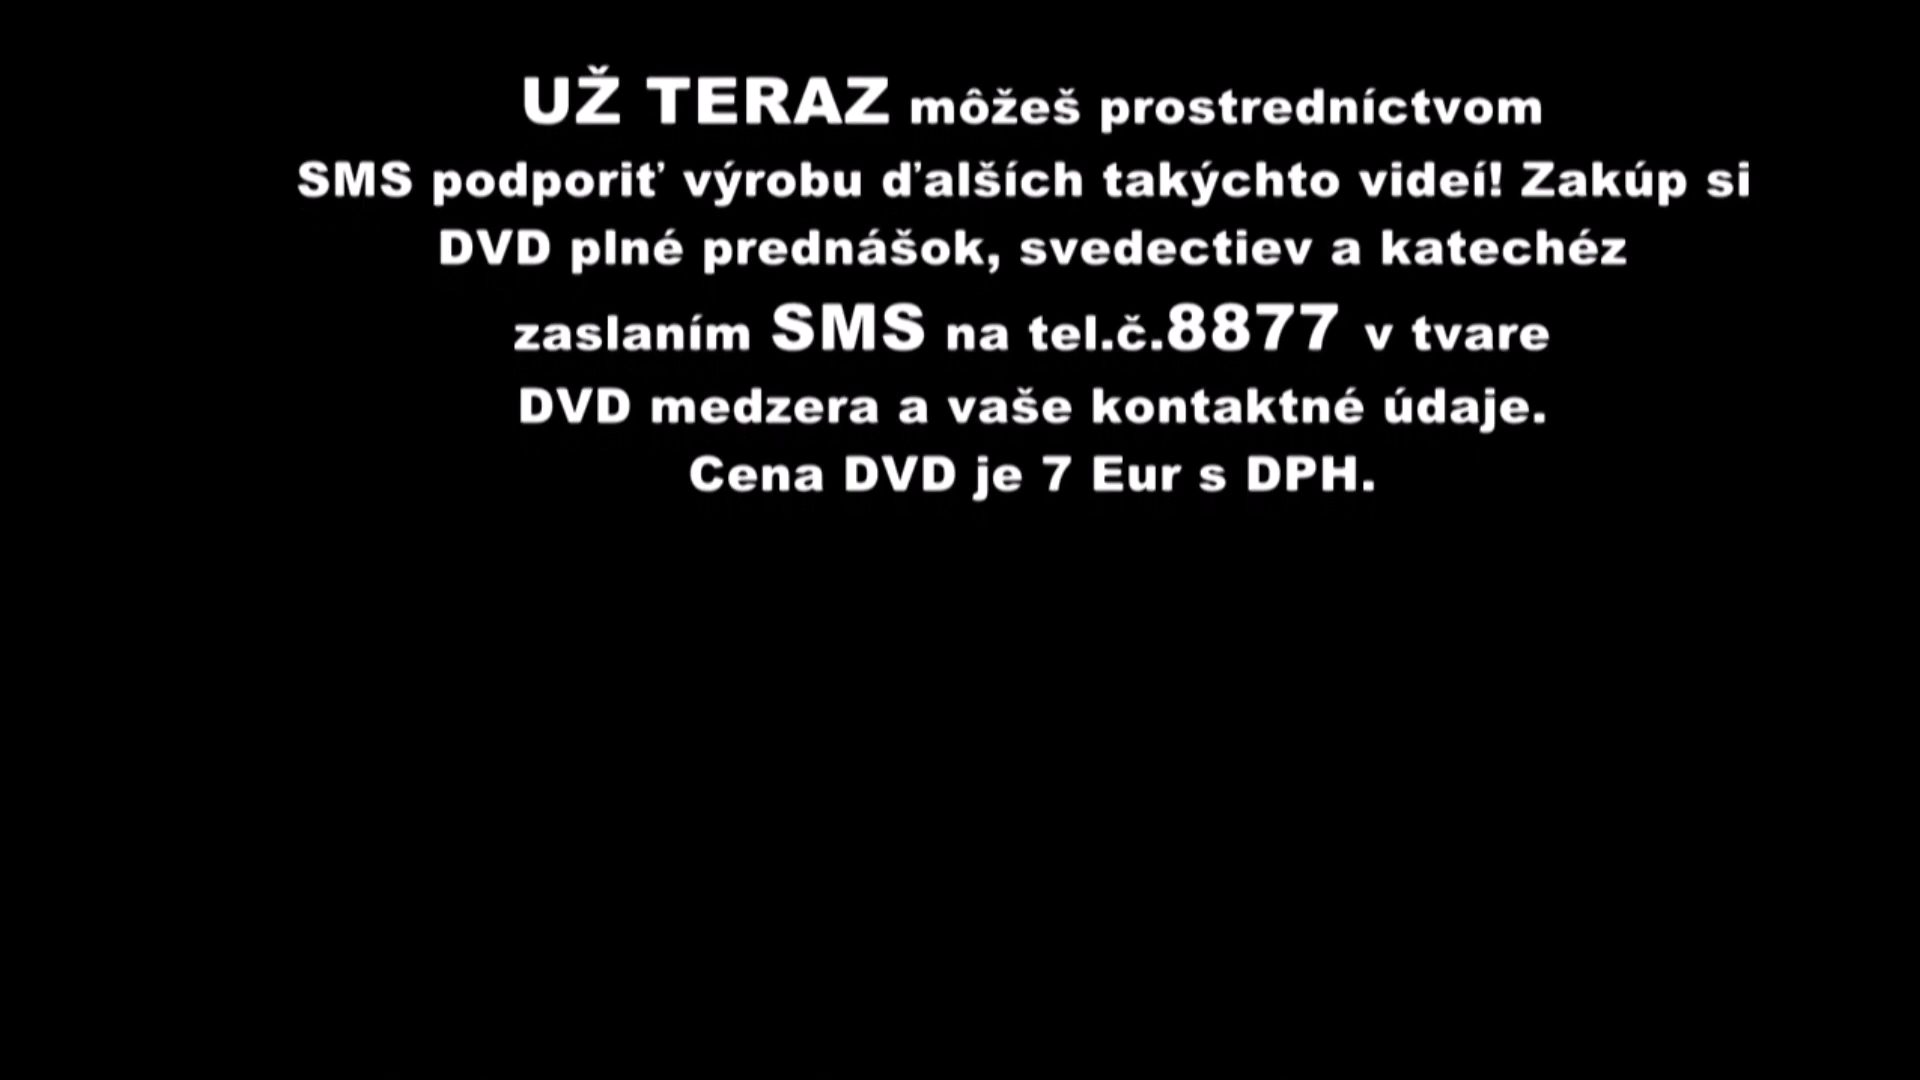 UŽ TERAZ môžeš prostredníctvom
SMS podporiť výrobu ďalších takýchto videí! Zakúp si
DVD plné prednášok, svedectiev a katechéz
zaslaním SMS na tel.č.8877 v tvare
DVD medzera a vaše kontaktné údaje.
Cena DVD je 7 Eur s DPH.